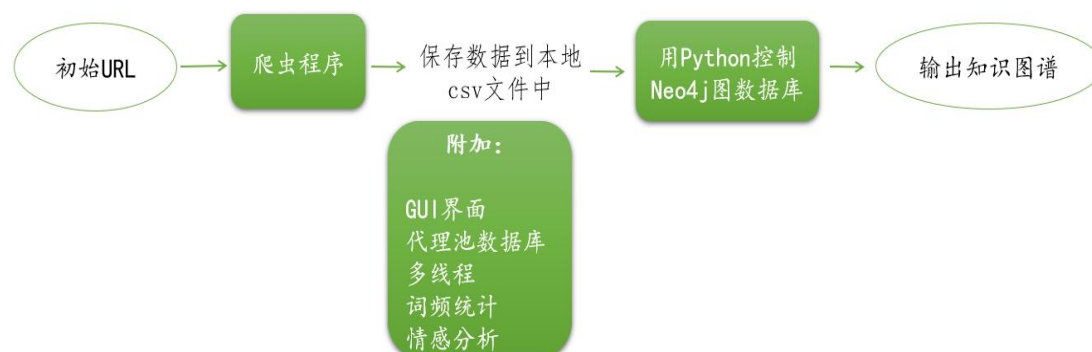 初始URL
爬虫程序
保存数据到本地
csv文件中
用Python控制
Neo4j图数据库
输出知识图谱
附加：
GUI界面
代理池数据库
多线程
词频统计
情感分析